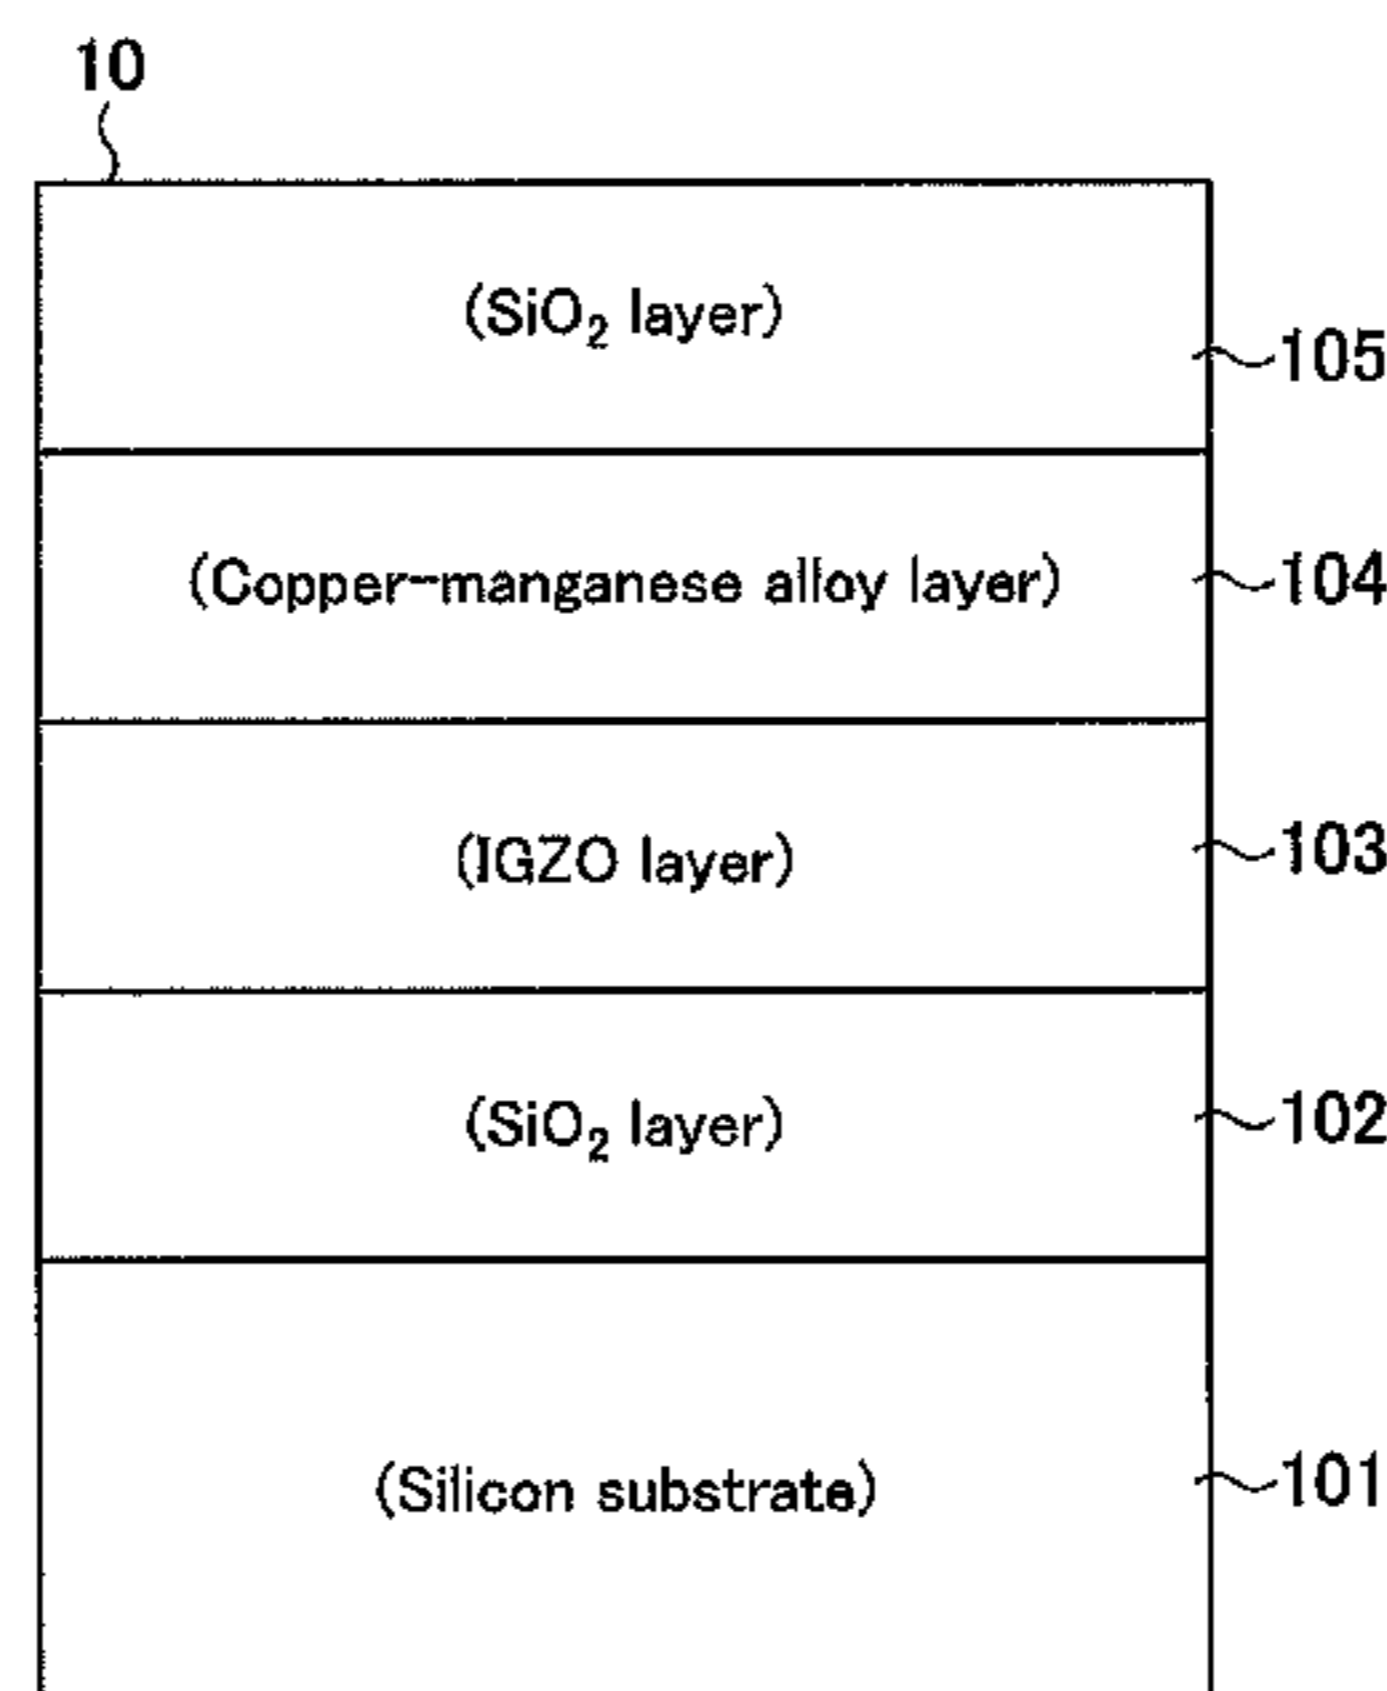 10
(SiO₂ layer)
105
(Copper-manganese alloy layer)
104
(IGZO layer)
103
(SiO₂ layer)
102
(Silicon substrate)
101